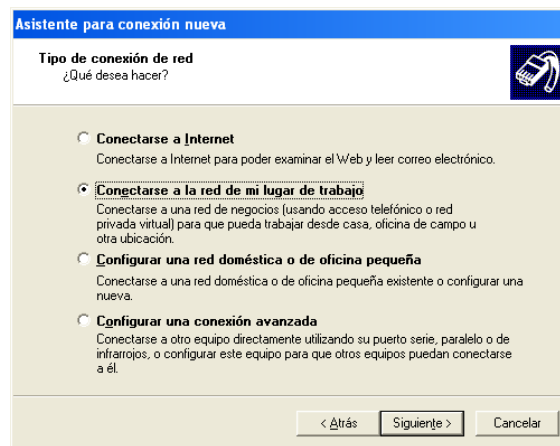 Asistente para conexión nueva
Tipo de conexión de red
¿Qué desea hacer?
Conectarse a Internet
Conectarse a Internet para poder examinar el Web y leer correo electrónico.
Conectarse a la red de mi lugar de trabajo
Conectarse a una red de negocios (usando acceso telefónico o red
privada virtual) para que pueda trabajar desde casa, oficina de campo u
otra ubicación.
Configurar una red doméstica o de oficina pequeña
Conectarse a una red doméstica o de oficina pequeña existente o configurar una
nueva.
Configurar una conexión avanzada
Conectarse a otro equipo directamente utilizando su puerto serie, paralelo o de
infrarrojos, o configurar este equipo para que otros equipos puedan conectarse
a él.
< Atrás Siguiente > Cancelar